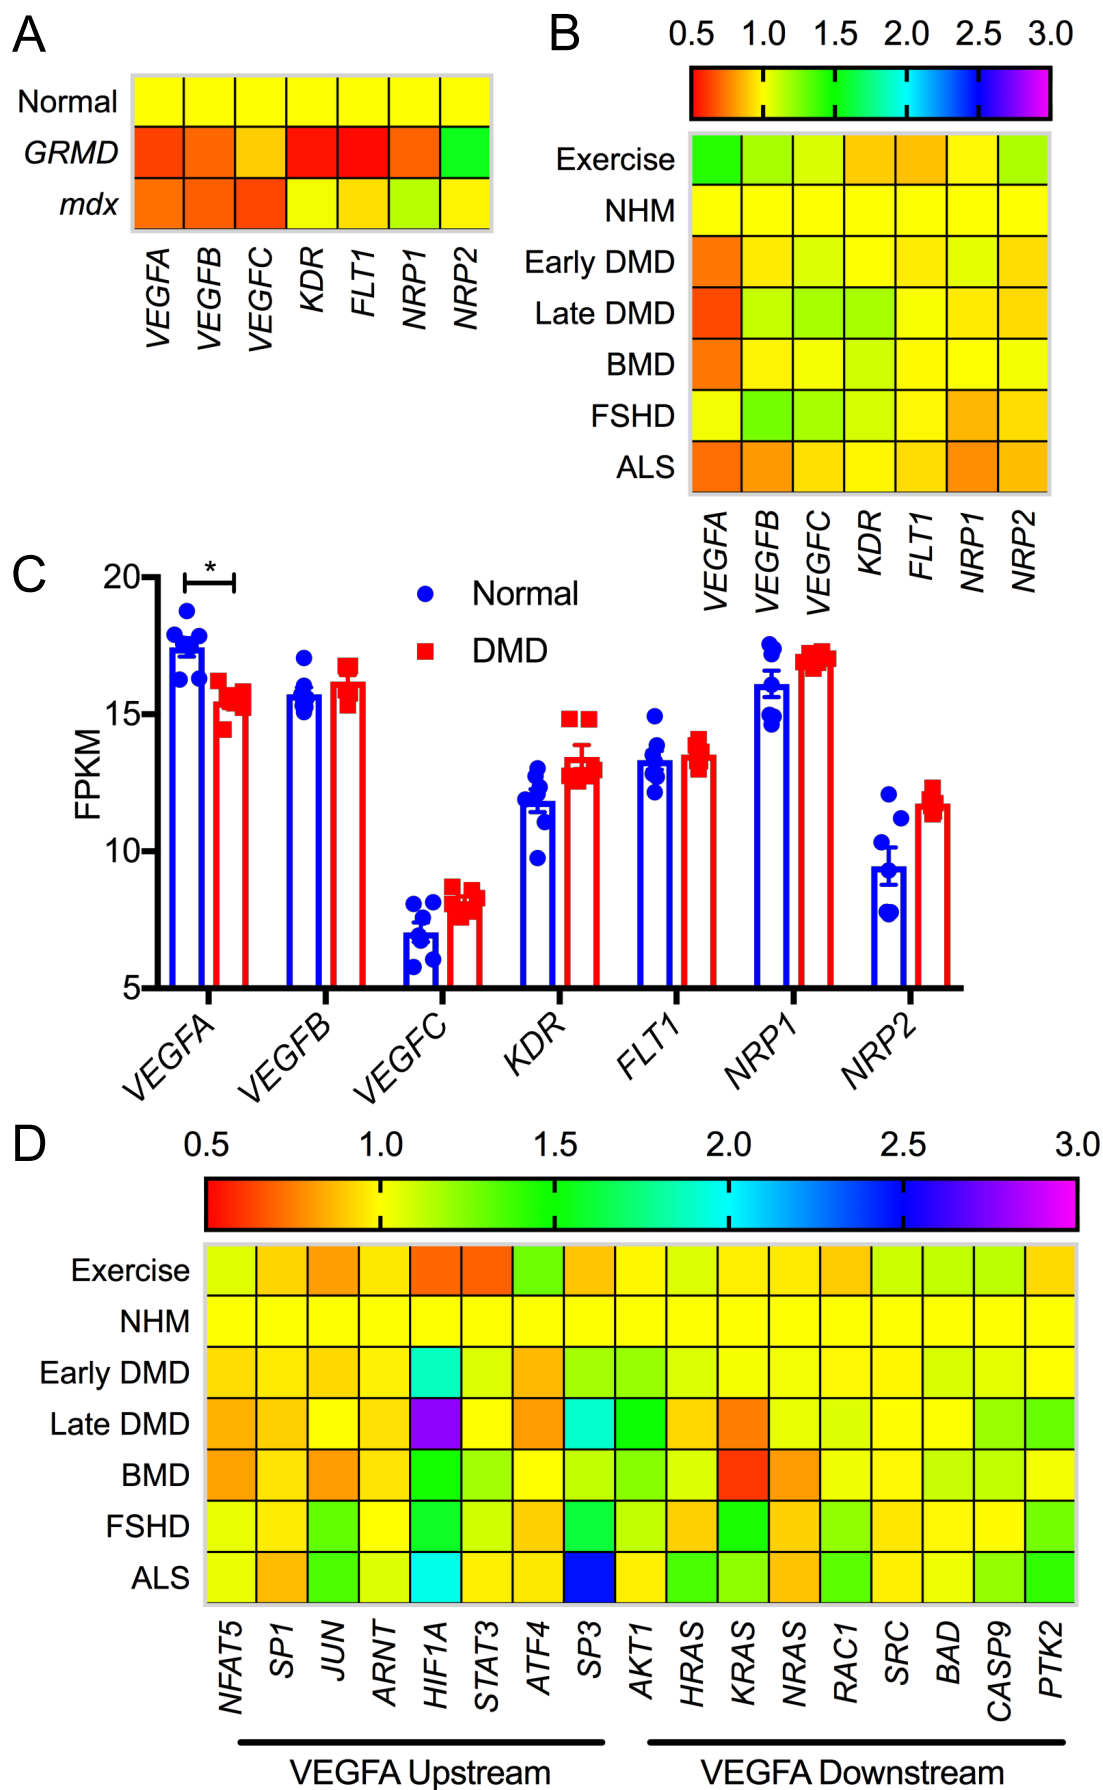 A
Normal
GRMD
mdx
VEGFA VEGFB VEGFC KDR FLT1 NRP1 NRP2
B
0.5 1.0 1.5 2.0 2.5 3.0
Exercise
NHM
Early DMD
Late DMD
BMD
FSHD
ALS
VEGFA VEGFB VEGFC KDR FLT1 NRP1 NRP2
C
20
15
10
5
FPKM
*
Normal
DMD
VEGFA VEGFB VEGFC KDR FLT1 NRP1 NRP2
D
0.5 1.0 1.5 2.0 2.5 3.0
Exercise
NHM
Early DMD
Late DMD
BMD
FSHD
ALS
NFAT5 SP1 JUN ARNT HIF1A STAT3 ATF4 SP3 AKT1 HRAS KRAS NRAS RAC1 SRC BAD CASP9 PTK2
VEGFA Upstream VEGFA Downstream